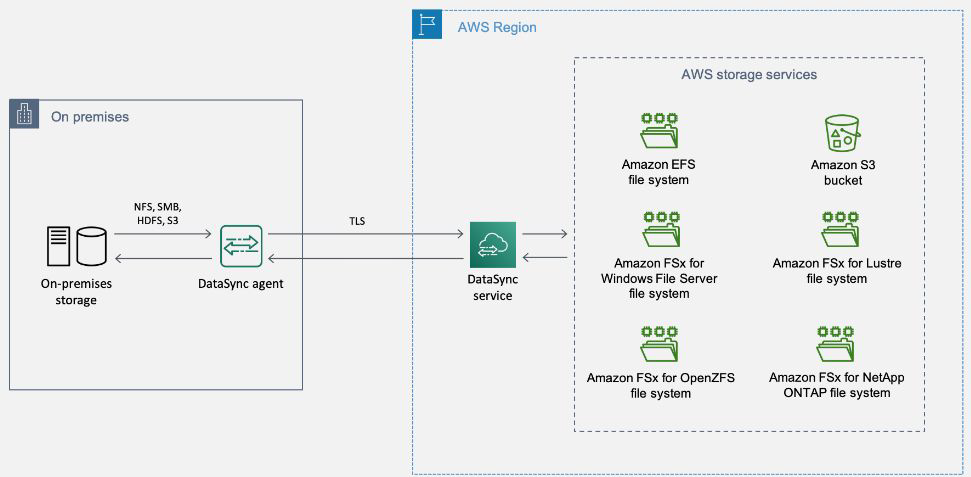 AWS Region
AWS storage services
On premises
NFS, SMB,
HDFS, S3
TLS
On-premises
storage
DataSync agent
DataSync
service
Amazon EFS
file system
Amazon S3
bucket
Amazon FSx for
Windows File Server
file system
Amazon FSx for Lustre
file system
Amazon FSx for OpenZFS
file system
Amazon FSx for NetApp
ONTAP file system